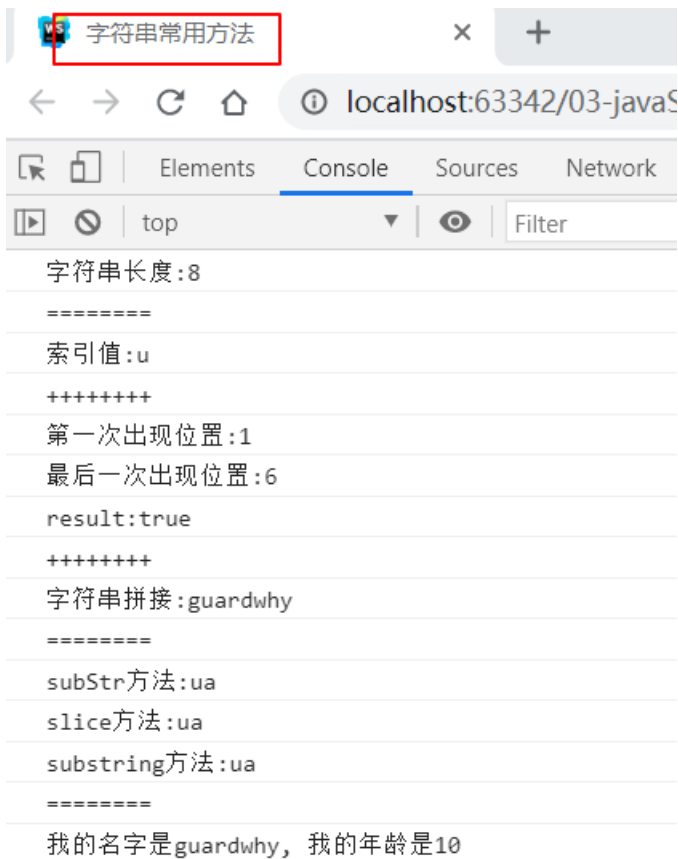 WS 字符串常用方法
localhost:63342/03-javaS
Elements Console Sources Network
top Filter
字符串长度:8
========
索引值:u
++++++++
第一次出现位置:1
最后一次出现位置:6
result:true
++++++++
字符串拼接:guardwhy
========
subStr方法:ua
slice方法:ua
substring方法:ua
========
我的名字是guardwhy, 我的年龄是10